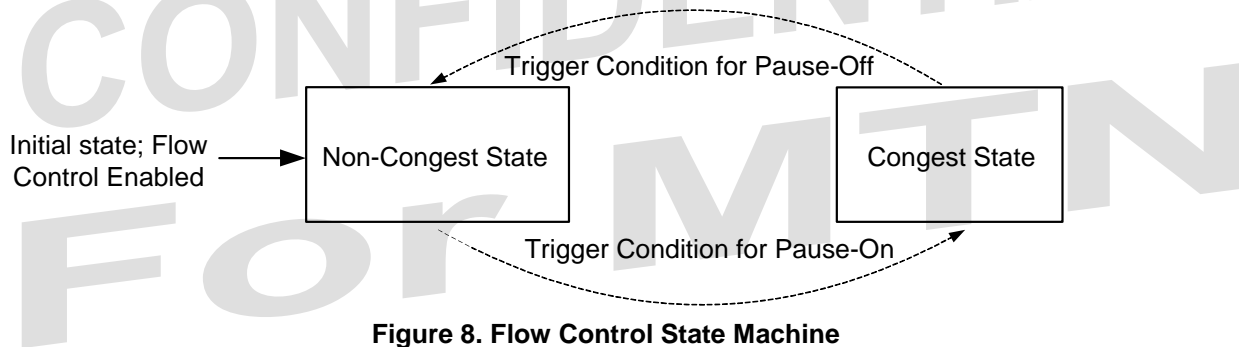 CONFIDENT
For MTN
Trigger Condition for Pause-Off
Initial state; Flow
Control Enabled
Non-Congest State
Congest State
Trigger Condition for Pause-On
Figure 8. Flow Control State Machine